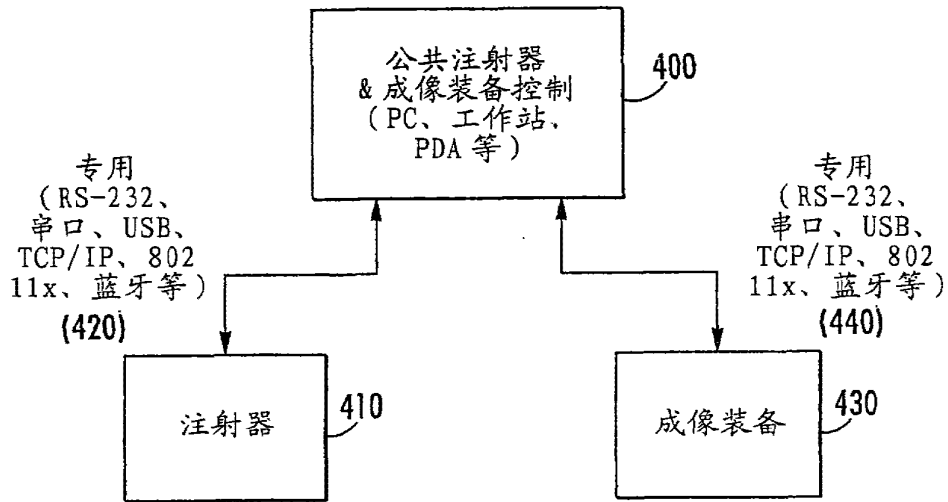 公共注射器
& 成像装备控制
(PC、工作站、
PDA 等)
400
专用
(RS-232、
串口、USB、
TCP/IP、802
11x、蓝牙等)
(420)
专用
(RS-232、
串口、USB、
TCP/IP、802
11x、蓝牙等)
(440)
注射器
410
成像装备
430